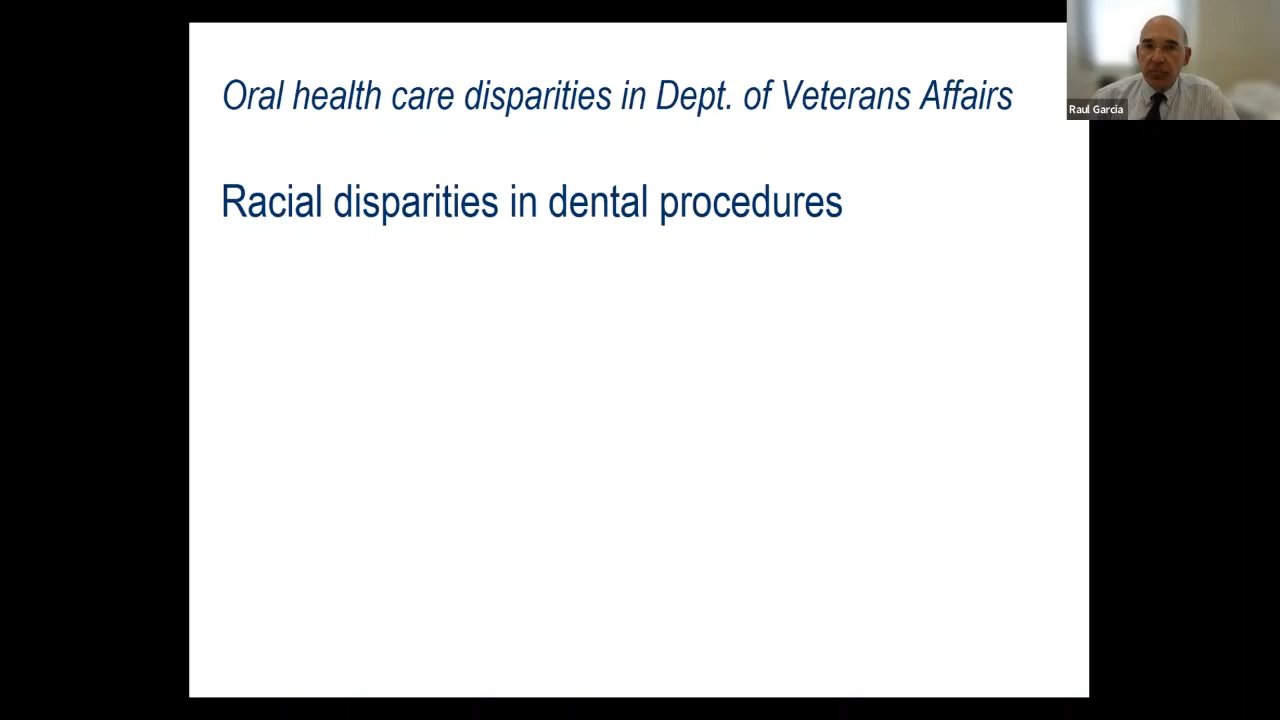 Oral health care disparities in Dept. of Veterans Affairs
Raul Garcia
Racial disparities in dental procedures